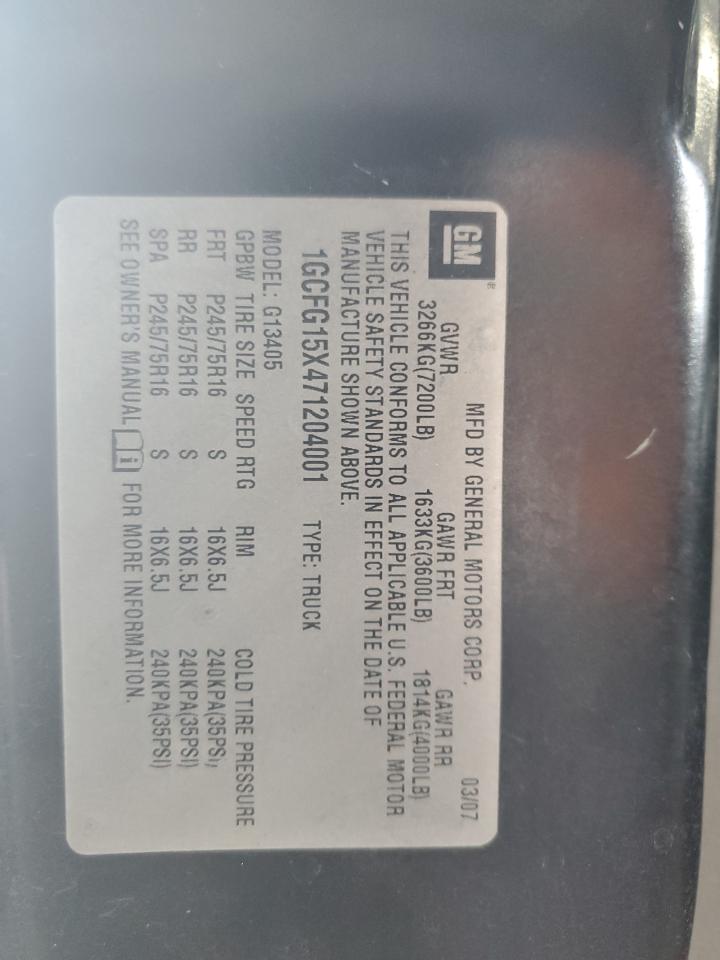 GM®
MFD BY GENERAL MOTORS CORP. 03/07
GVWR GAWR FRT GAWR RR
3266KG(7200LB) 1633KG(3600LB) 1814KG(4000LB)
THIS VEHICLE CONFORMS TO ALL APPLICABLE U.S. FEDERAL MOTOR
VEHICLE SAFETY STANDARDS IN EFFECT ON THE DATE OF
MANUFACTURE SHOWN ABOVE.
1GCFG15X471204001 TYPE: TRUCK
MODEL: G13405
GPBW TIRE SIZE SPEED RTG RIM COLD TIRE PRESSURE
FRT P245/75R16 S 16X6.5J 240KPA(35PSI)
RR P245/75R16 S 16X6.5J 240KPA(35PSI)
SPA P245/75R16 S 16X6.5J 240KPA(35PSI)
SEE OWNER'S MANUAL i FOR MORE INFORMATION.